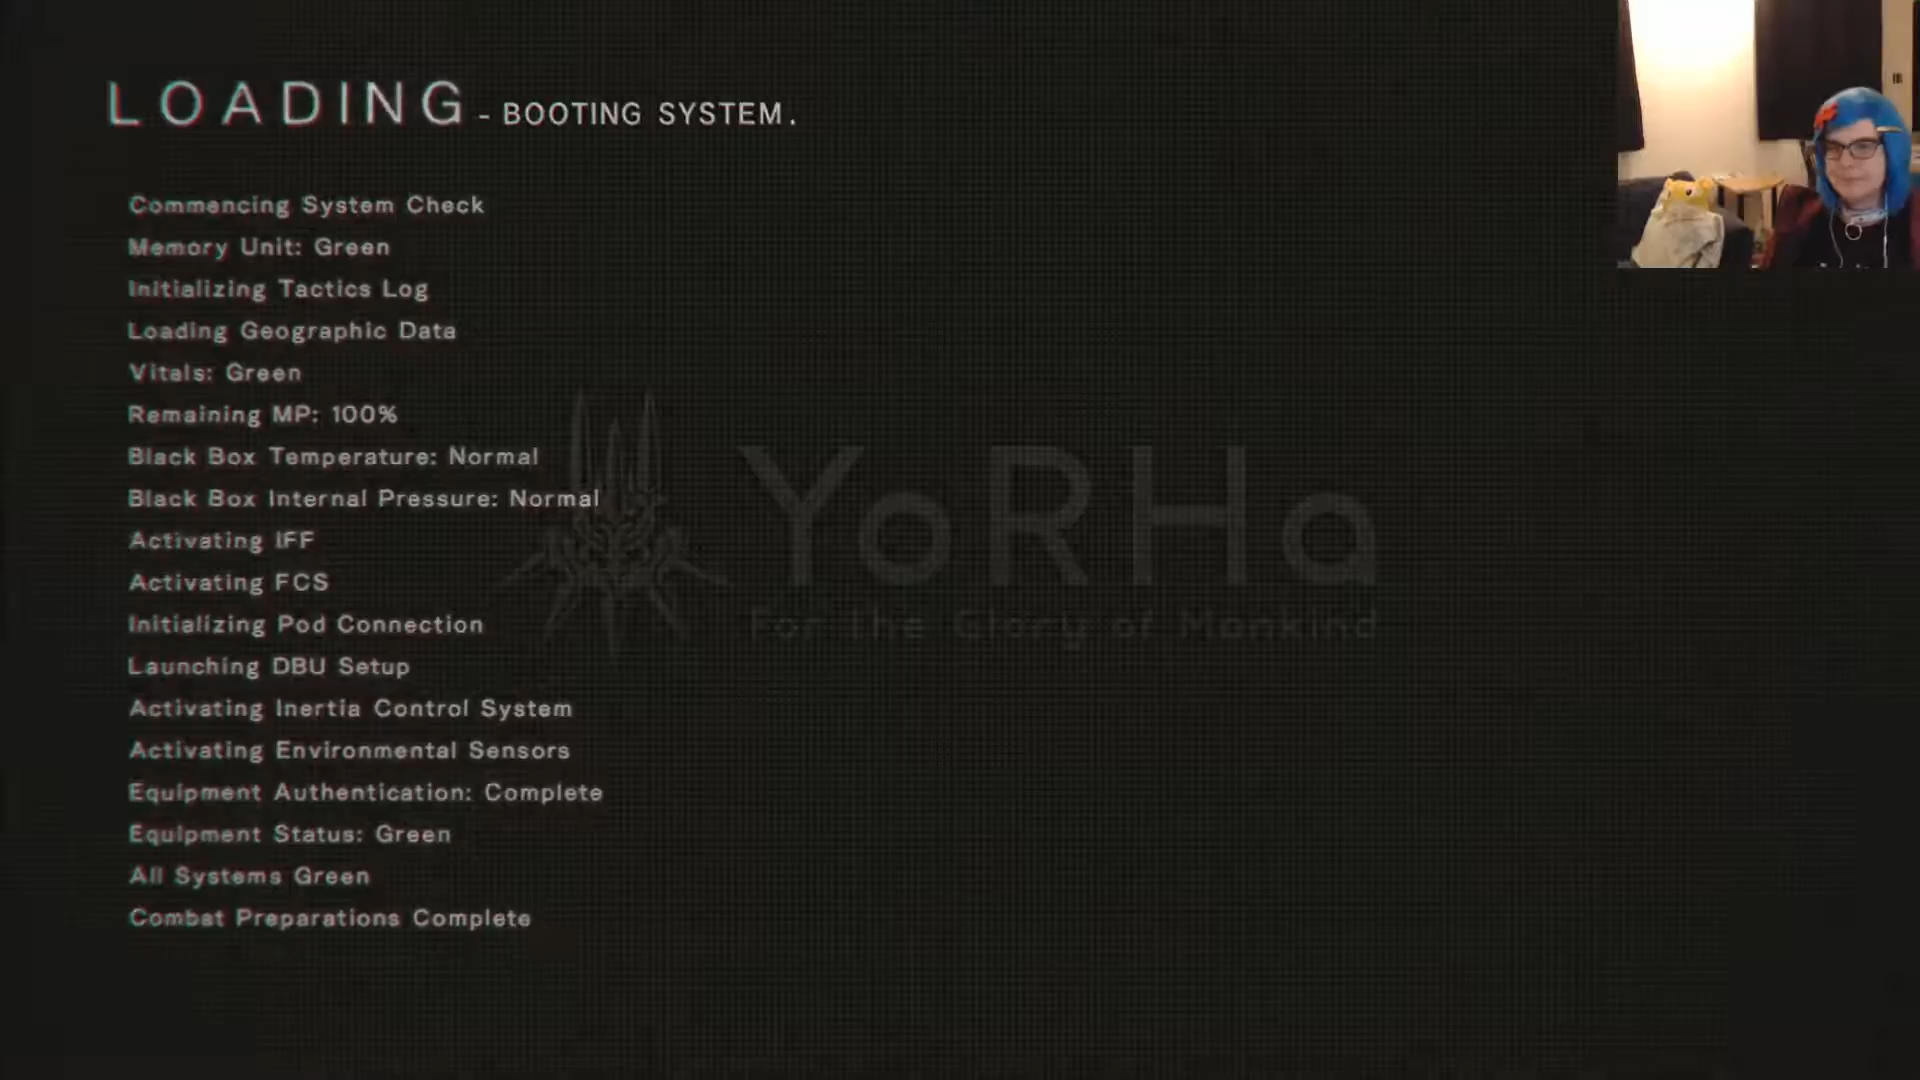 LOADING - BOOTING SYSTEM.
Commencing System Check
Memory Unit: Green
Initializing Tactics Log
Loading Geographic Data
Vitals: Green
Remaining MP: 100%
Black Box Temperature: Normal
Black Box Internal Pressure: Normal
Activating IFF
Activating FCS
Initializing Pod Connection
Launching DBU Setup
Activating Inertia Control System
Activating Environmental Sensors
Equipment Authentication: Complete
Equipment Status: Green
All Systems Green
Combat Preparations Complete
YoRHa
For the Glory of Mankind